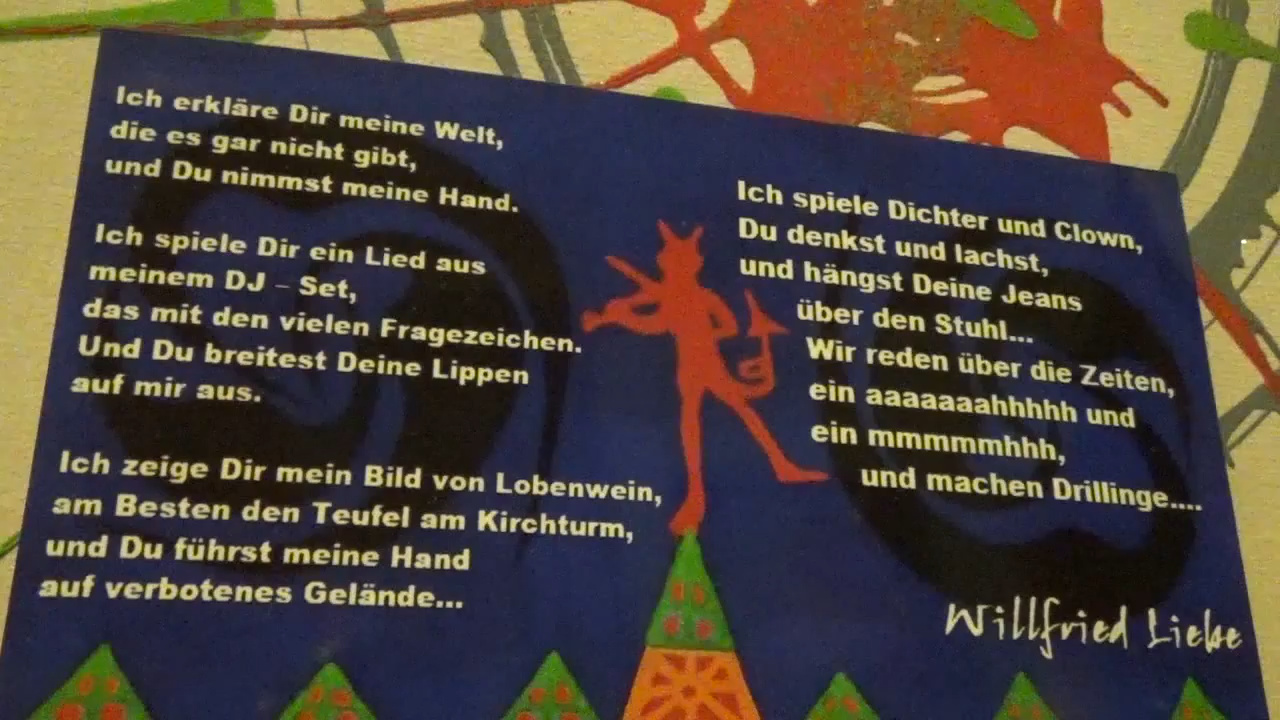 Ich erkläre Dir meine Welt,
die es gar nicht gibt,
und Du nimmst meine Hand.
Ich spiele Dir ein Lied aus
meinem DJ – Set,
das mit den vielen Fragezeichen.
Und Du breitest Deine Lippen
auf mir aus.
Ich zeige Dir mein Bild von Lobenwein,
am Besten den Teufel am Kirchturm,
und Du führst meine Hand
auf verbotenes Gelände...
Ich spiele Dichter und Clown,
Du denkst und lachst,
und hängst Deine Jeans
über den Stuhl...
Wir reden über die Zeiten,
ein aaaaaaahhhhh und
ein mmmmmhhh,
und machen Drillinge....
Willfried Liebe